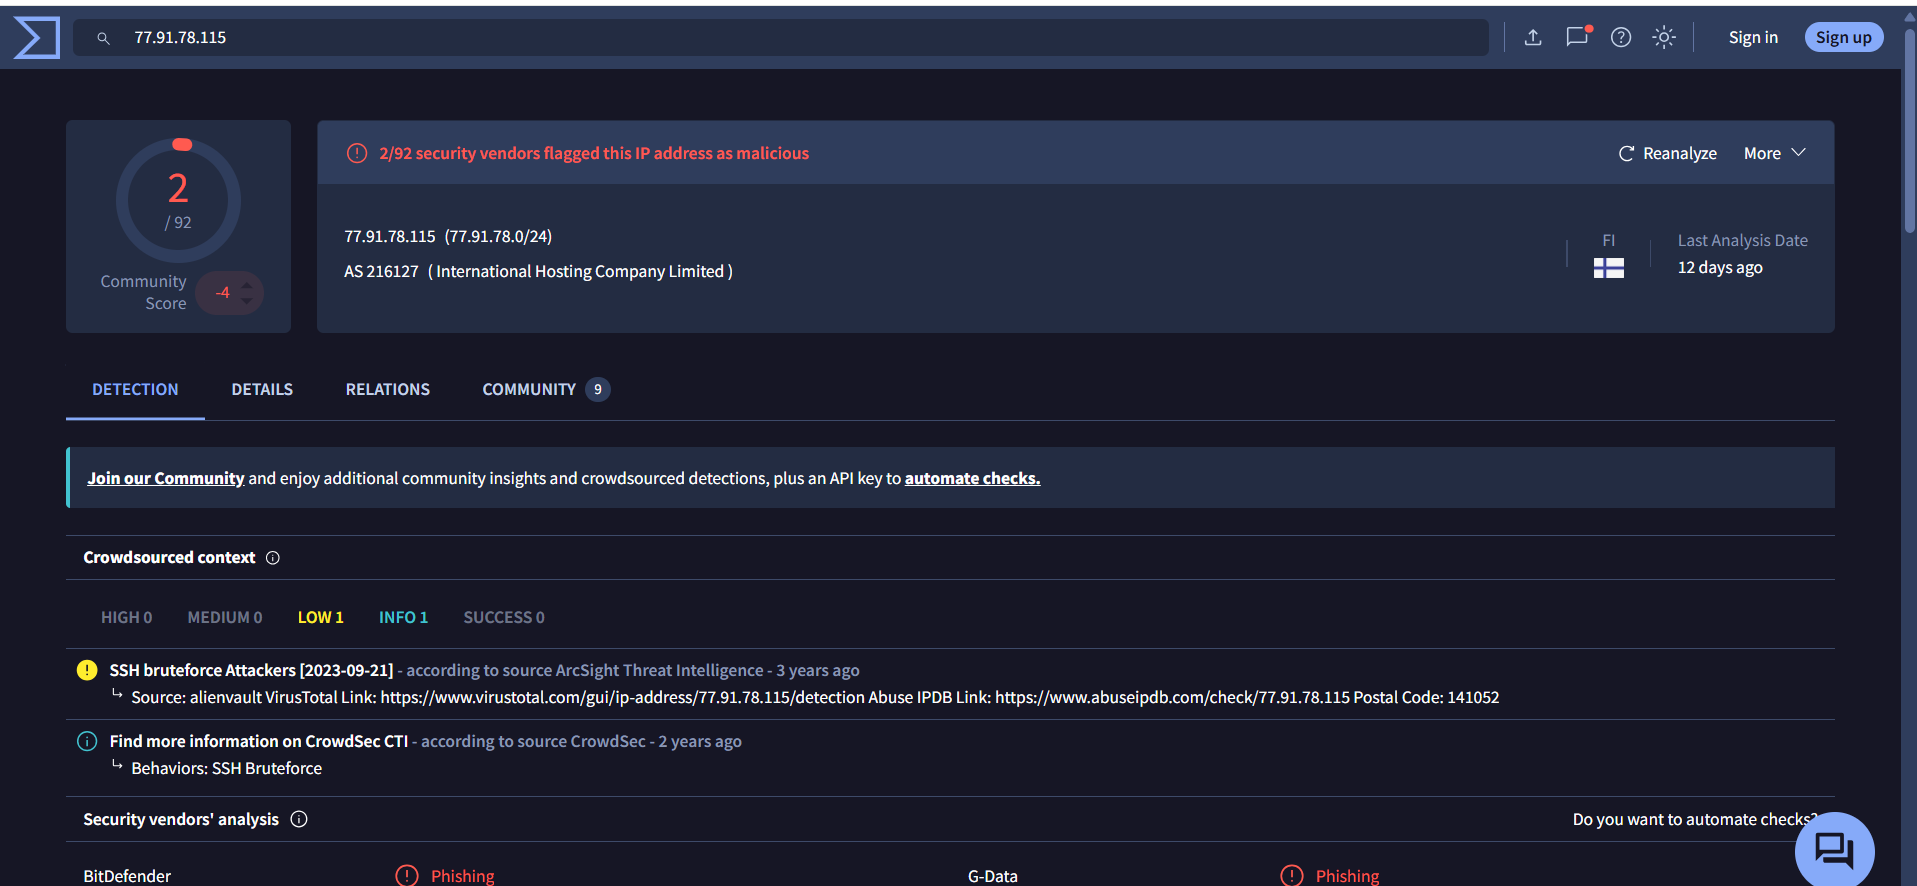 77.91.78.115
Sign in
Sign up
2
/ 92
Community Score
-4
2/92 security vendors flagged this IP address as malicious
Reanalyze
More
77.91.78.115 (77.91.78.0/24)
AS 216127 ( International Hosting Company Limited )
FI
Last Analysis Date
12 days ago
DETECTION
DETAILS
RELATIONS
COMMUNITY 9
Join our Community and enjoy additional community insights and crowdsourced detections, plus an API key to automate checks.
Crowdsourced context
HIGH 0
MEDIUM 0
LOW 1
INFO 1
SUCCESS 0
SSH bruteforce Attackers [2023-09-21] - according to source ArcSight Threat Intelligence - 3 years ago
Source: alienvault VirusTotal Link: https://www.virustotal.com/gui/ip-address/77.91.78.115/detection Abuse IPDB Link: https://www.abuseipdb.com/check/77.91.78.115 Postal Code: 141052
Find more information on CrowdSec CTI - according to source CrowdSec - 2 years ago
Behaviors: SSH Bruteforce
Security vendors' analysis
Do you want to automate checks?
BitDefender
Phishing
G-Data
Phishing